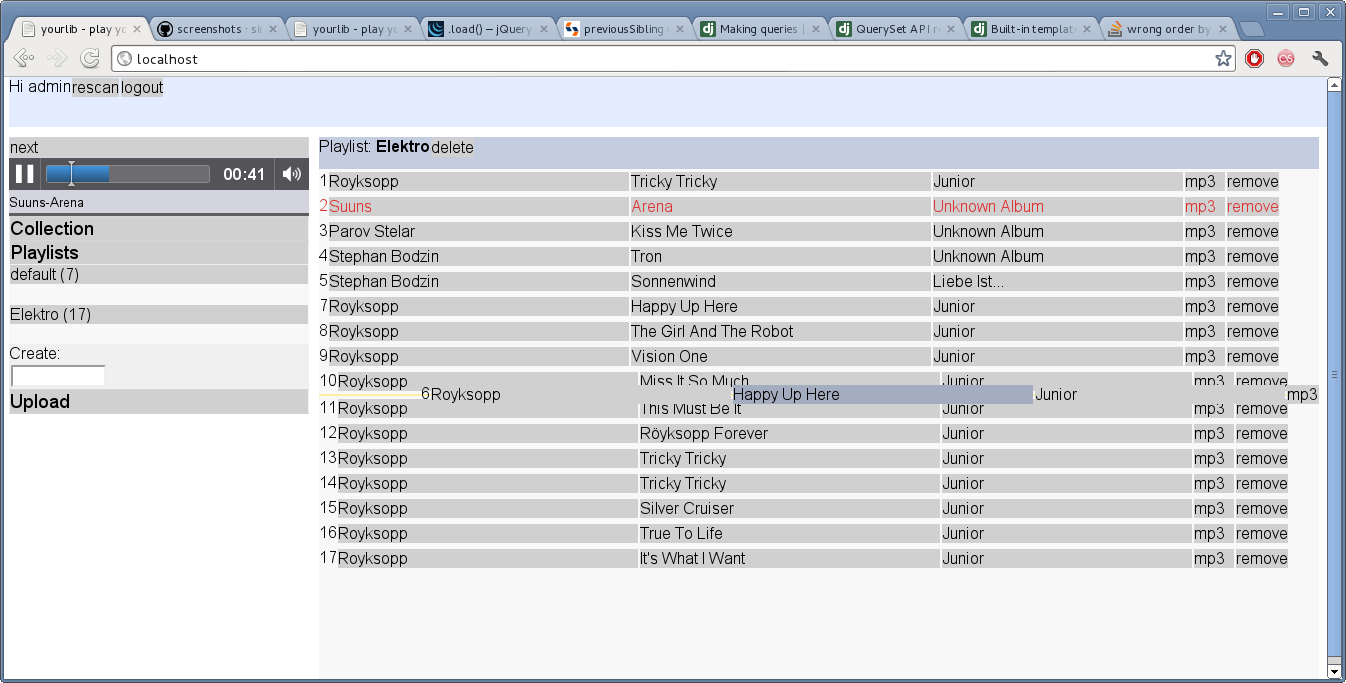 yourlib - play yo
screenshots · si
yourlib - play yo
.load() – jQuery
previousSibling
Making queries |
QuerySet API r
Built-in templat
wrong order by
localhost
Hi admin rescan logout
next
00:41
Suuns-Arena
Collection
Playlists
default (7)
Elektro (17)
Create:
Upload
Playlist: Elektro delete
1 Royksopp Tricky Tricky Junior mp3 remove
2 Suuns Arena Unknown Album mp3 remove
3 Parov Stelar Kiss Me Twice Unknown Album mp3 remove
4 Stephan Bodzin Tron Unknown Album mp3 remove
5 Stephan Bodzin Sonnenwind Liebe Ist... mp3 remove
7 Royksopp Happy Up Here Junior mp3 remove
8 Royksopp The Girl And The Robot Junior mp3 remove
9 Royksopp Vision One Junior mp3 remove
10 Royksopp Miss It So Much Junior mp3 remove
6 Royksopp Happy Up Here Junior mp3
11 Royksopp This Must Be It Junior mp3 remove
12 Royksopp Röyksopp Forever Junior mp3 remove
13 Royksopp Tricky Tricky Junior mp3 remove
14 Royksopp Tricky Tricky Junior mp3 remove
15 Royksopp Silver Cruiser Junior mp3 remove
16 Royksopp True To Life Junior mp3 remove
17 Royksopp It's What I Want Junior mp3 remove